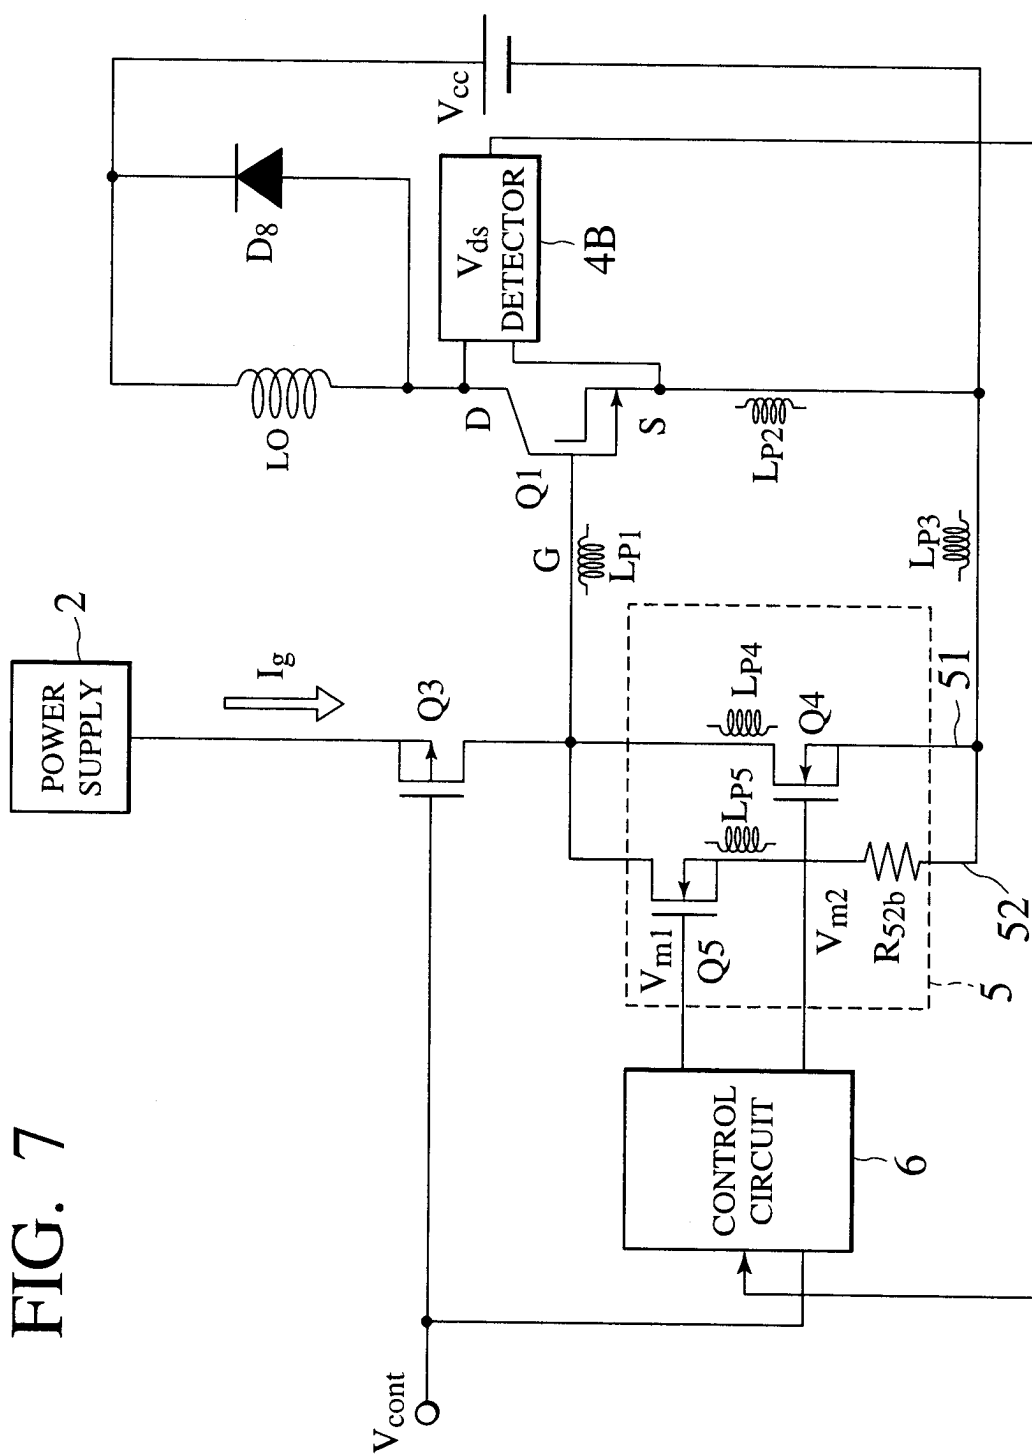 FIG. 7
POWER
SUPPLY
2
Ig
Q3
Vcont
CONTROL
CIRCUIT
6
Vm1
Q5
Vm2
R52b
5
52
51
LP5
LP4
Q4
G
LP1
LP3
Q1
D
S
LP2
LO
D8
Vds
DETECTOR
4B
Vcc